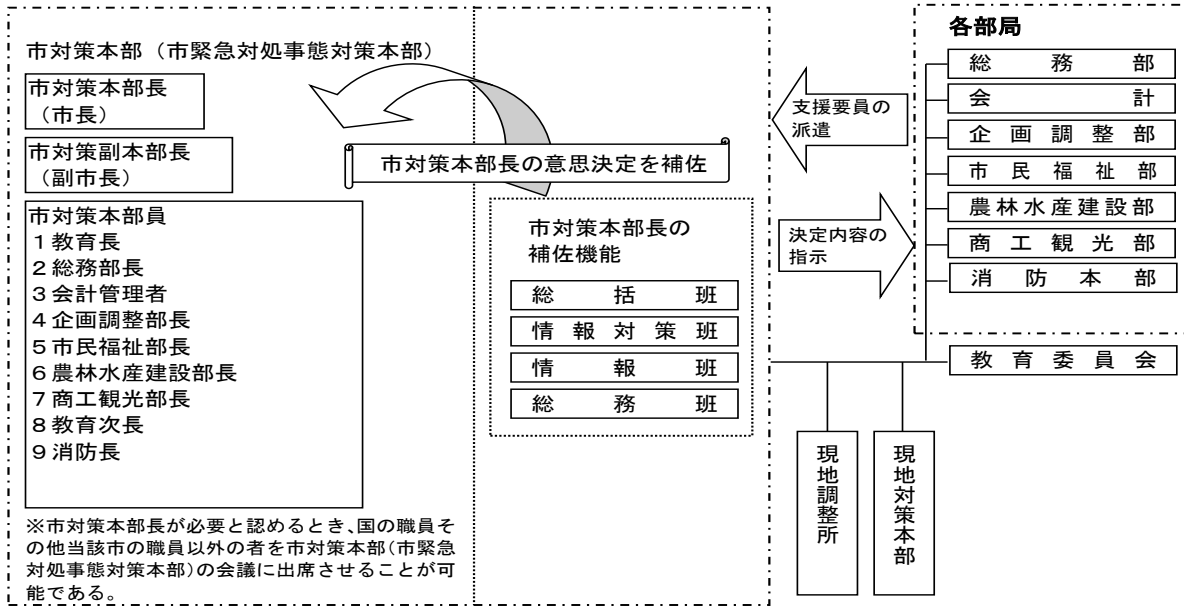 市対策本部（市緊急対処事態対策本部）
市対策本部長
（市長）
市対策副本部長
（副市長）
市対策本部員
１教育長
２総務部長
３会計管理者
４企画調整部長
５市民福祉部長
６農林水産建設部長
７商工観光部長
８教育次長
９消防長
※市対策本部長が必要と認めるとき、国の職員そ
の他当該市の職員以外の者を市対策本部（市緊急
対処事態対策本部）の会議に出席させることが可
能である。
市対策本部長の意思決定を補佐
市対策本部長の
補佐機能
総括班
情報対策班
情報班
総務班
支援要員の
派遣
決定内容の
指示
各部局
総務部
会計
企画調整部
市民福祉部
農林水産建設部
商工観光部
消防本部
教育委員会
現地調整所
現地対策本部